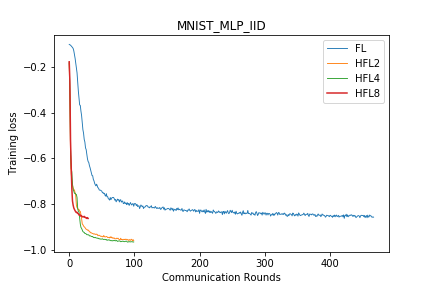 MNIST_MLP_IID
FL
HFL2
HFL4
HFL8
−0.2
−0.4
−0.6
−0.8
−1.0
Training loss
0
100
200
300
400
Communication Rounds